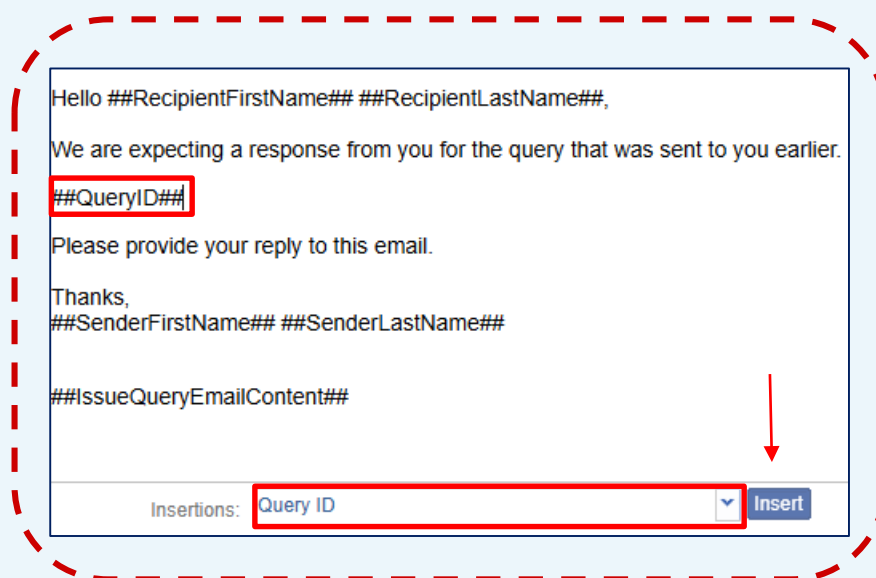 Hello ##RecipientFirstName## ##RecipientLastName##,
We are expecting a response from you for the query that was sent to you earlier.
##QueryID##
Please provide your reply to this email.
Thanks,
##SenderFirstName## ##SenderLastName##
##IssueQueryEmailContent##
Insertions: Query ID Insert